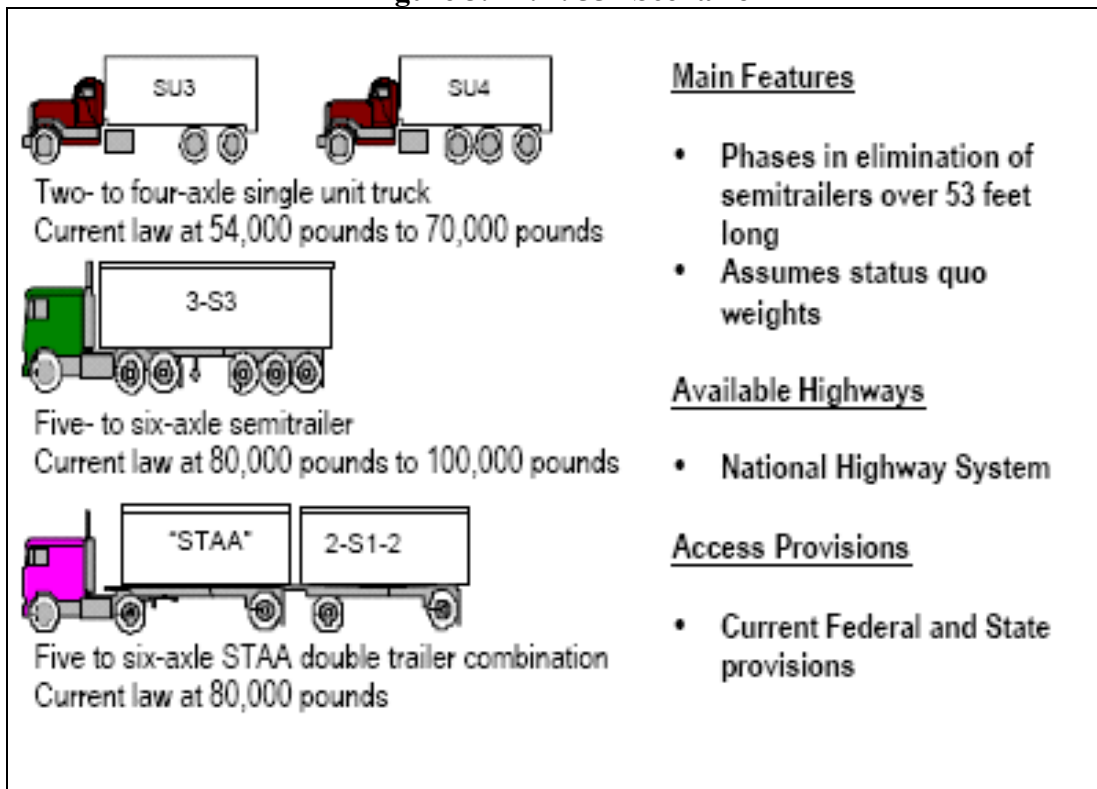 SU3
SU4
Two- to four-axle single unit truck
Current law at 54,000 pounds to 70,000 pounds
3-S3
Five- to six-axle semitrailer
Current law at 80,000 pounds to 100,000 pounds
"STAA" 2-S1-2
Five to six-axle STAA double trailer combination
Current law at 80,000 pounds
Main Features
• Phases in elimination of
semitrailers over 53 feet
long
• Assumes status quo
weights
Available Highways
• National Highway System
Access Provisions
• Current Federal and State
provisions